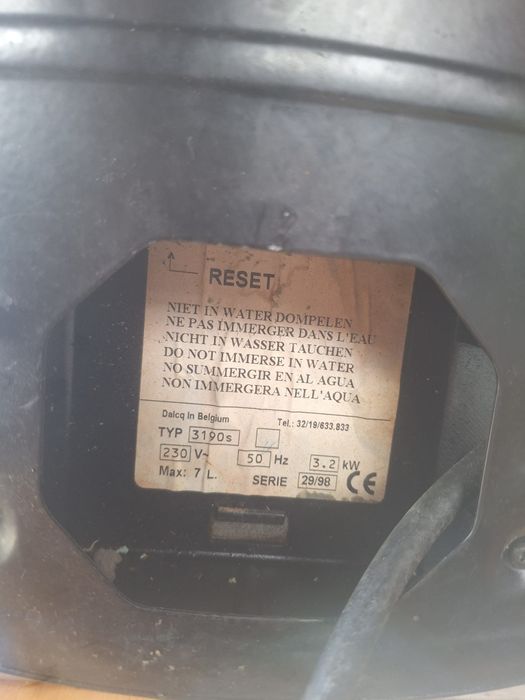 RESET
NIET IN WATER DOMPELEN
NE PAS IMMERGER DANS L'EAU
NICHT IN WASSER TAUCHEN
DO NOT IMMERSE IN WATER
NO SUMMERGIR EN AL AGUA
NON IMMERGERA NELL'AQUA
Dalcq in Belgium Tel.: 32/19/633.833
TYP 3190s
230 V~ 50 Hz 3.2 kW
Max: 7 L. SERIE 29/98 CE